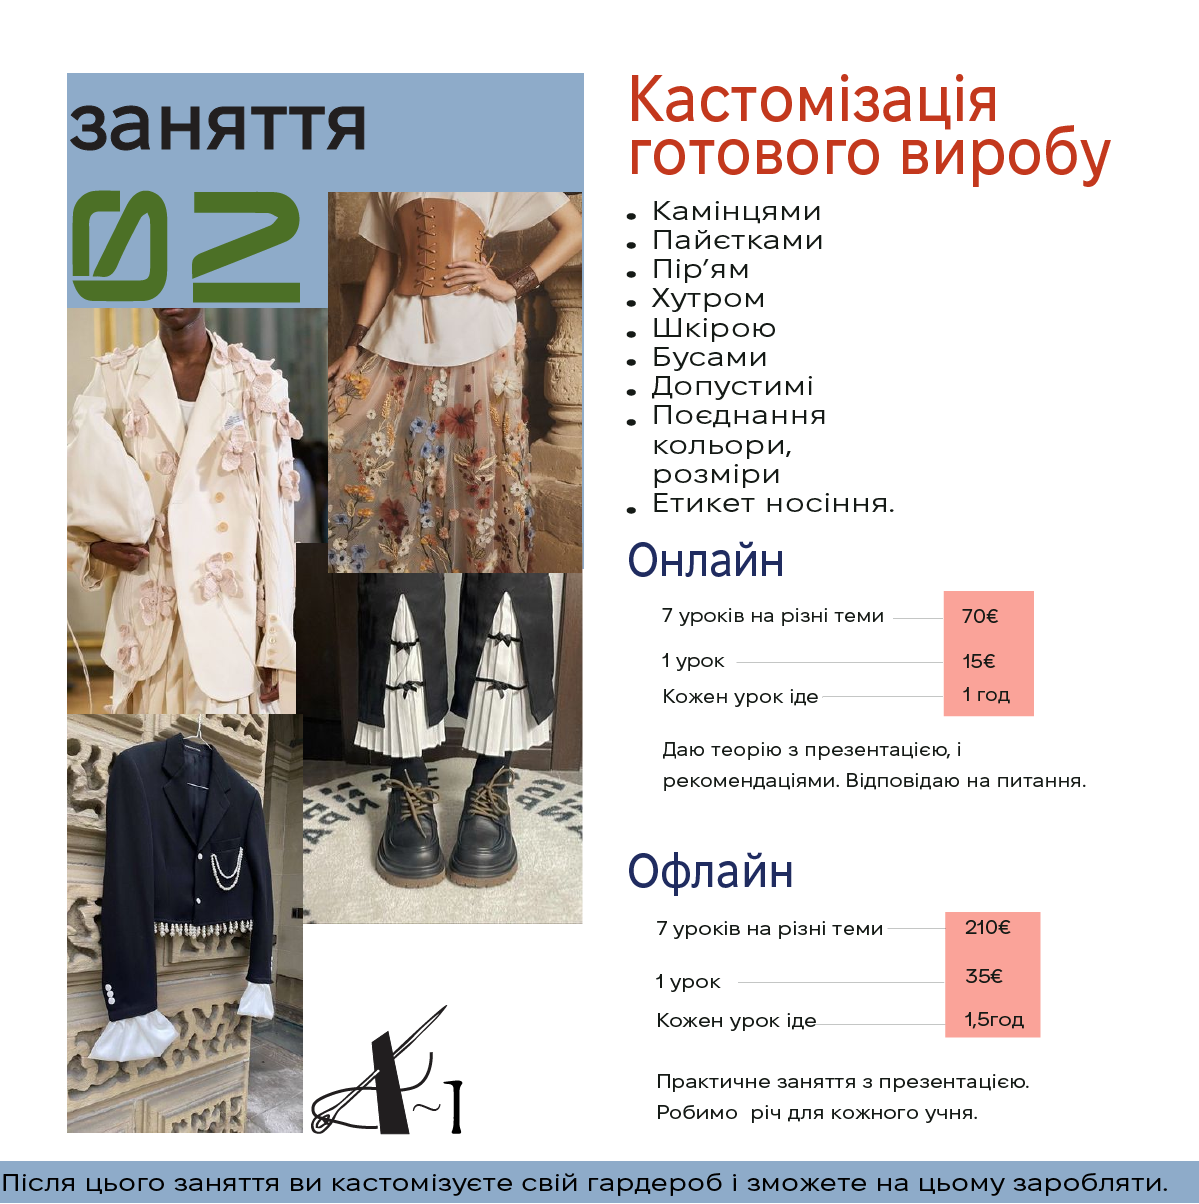 заняття
02
Кастомізація
готового виробу
Камінцями
Пайєтками
Пір’ям
Хутром
Шкірою
Бусами
Допустимі
Поєднання
кольори,
розміри
Етикет носіння.
Онлайн
7 уроків на різні теми 70€
1 урок 15€
Кожен урок іде 1 год
Даю теорію з презентацією, і
рекомендаціями. Відповідаю на питання.
Офлайн
7 уроків на різні теми 210€
1 урок 35€
Кожен урок іде 1,5год
Практичне заняття з презентацією.
Робимо річ для кожного учня.
A~1
Після цього заняття ви кастомізуєте свій гардероб і зможете на цьому заробляти.